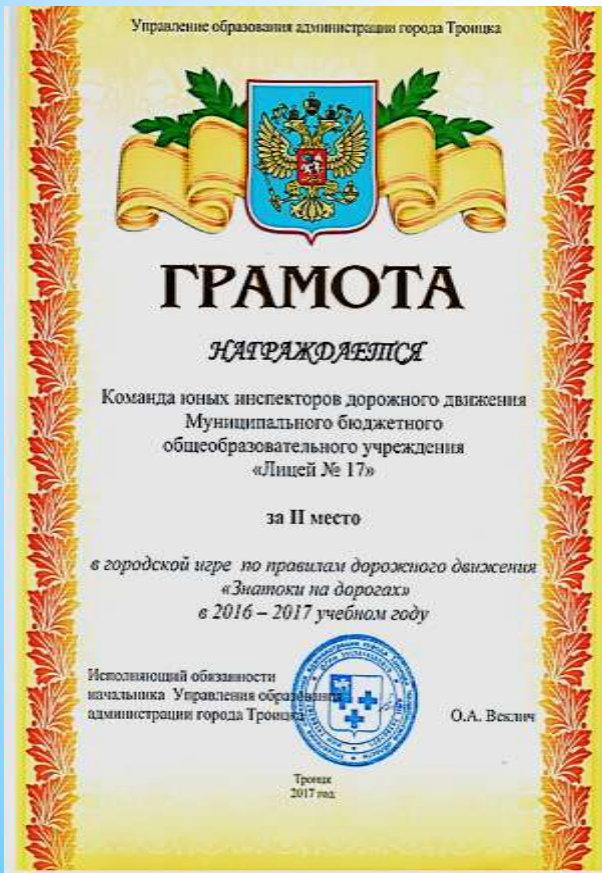 Управление образования администрации города Троицка
ГРАМОТА
НАГРАЖДАЕТСЯ
Команда юных инспекторов дорожного движения
Муниципального бюджетного
общеобразовательного учреждения
«Лицей № 17»
за II место
в городской игре по правилам дорожного движения
«Знатоки на дорогах»
в 2016 – 2017 учебном году
Исполняющий обязанности
начальника Управления образования
администрации города Троицка
О.А. Веклич
Троицк
2017 год